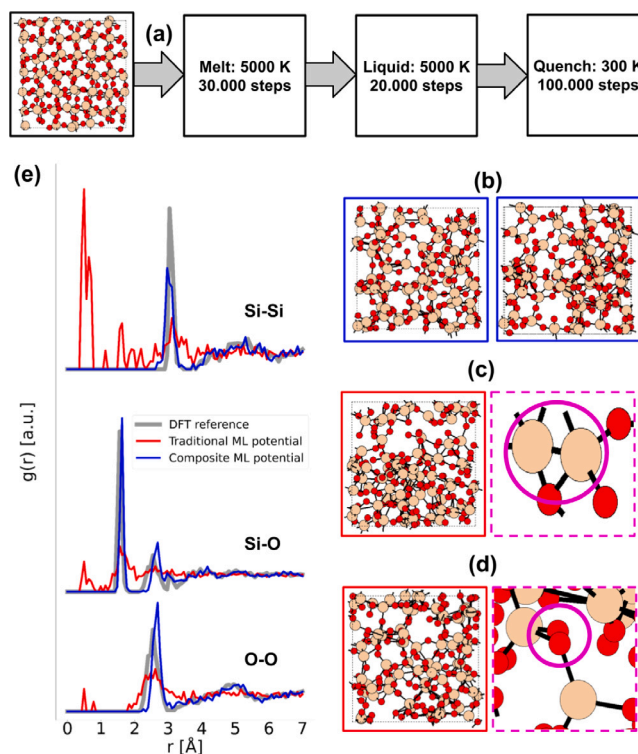 (a)
Melt: 5000 K
30.000 steps
Liquid: 5000 K
20.000 steps
Quench: 300 K
100.000 steps
(e)
(b)
Si-Si
(c)
g(r) [a.u.]
DFT reference
Traditional ML potential
Composite ML potential
Si-O
(d)
O-O
0 1 2 3 4 5 6 7
r [Å]